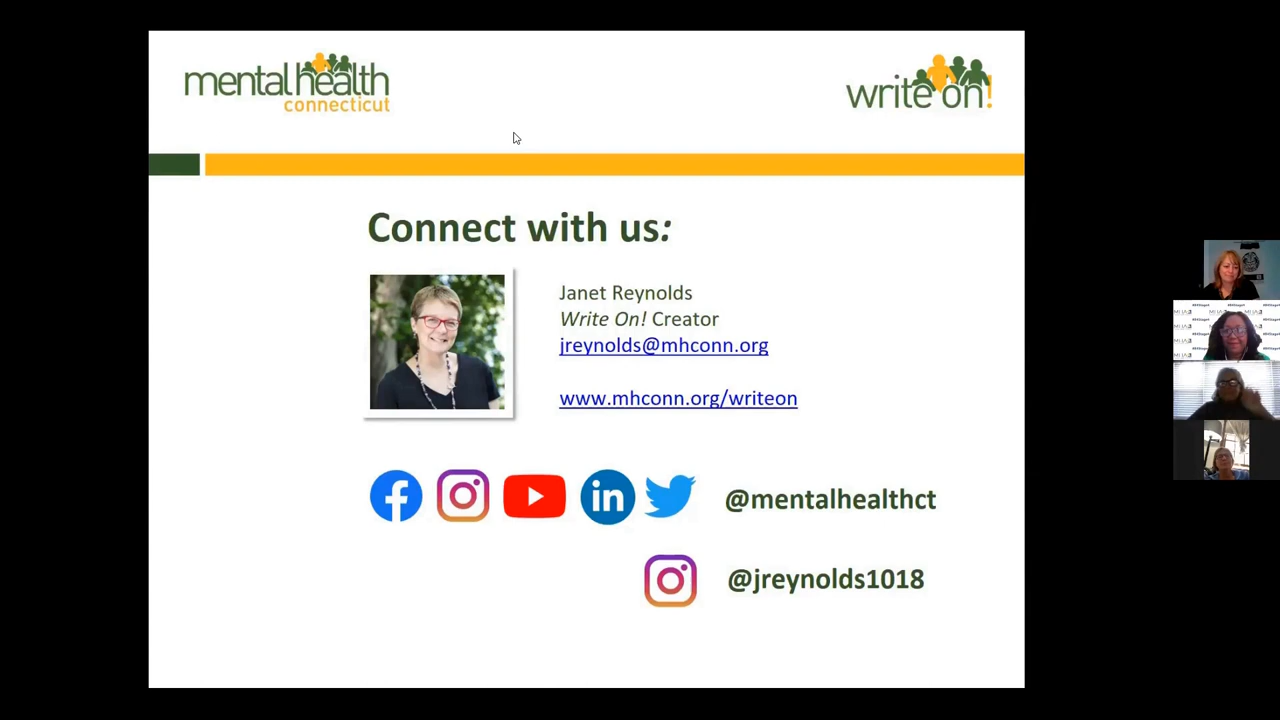 mental health
connecticut
write on!
Connect with us:
Janet Reynolds
Write On! Creator
jreynolds@mhconn.org
www.mhconn.org/writeon
in
@mentalhealthct
@jreynolds1018